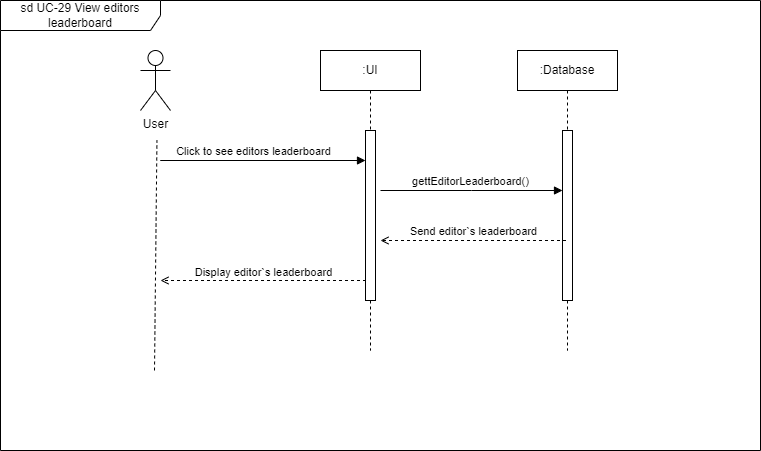 sd UC-29 View editors
leaderboard
:UI
:Database
User
Click to see editors leaderboard
gettEditorLeaderboard()
Send editor`s leaderboard
Display editor`s leaderboard